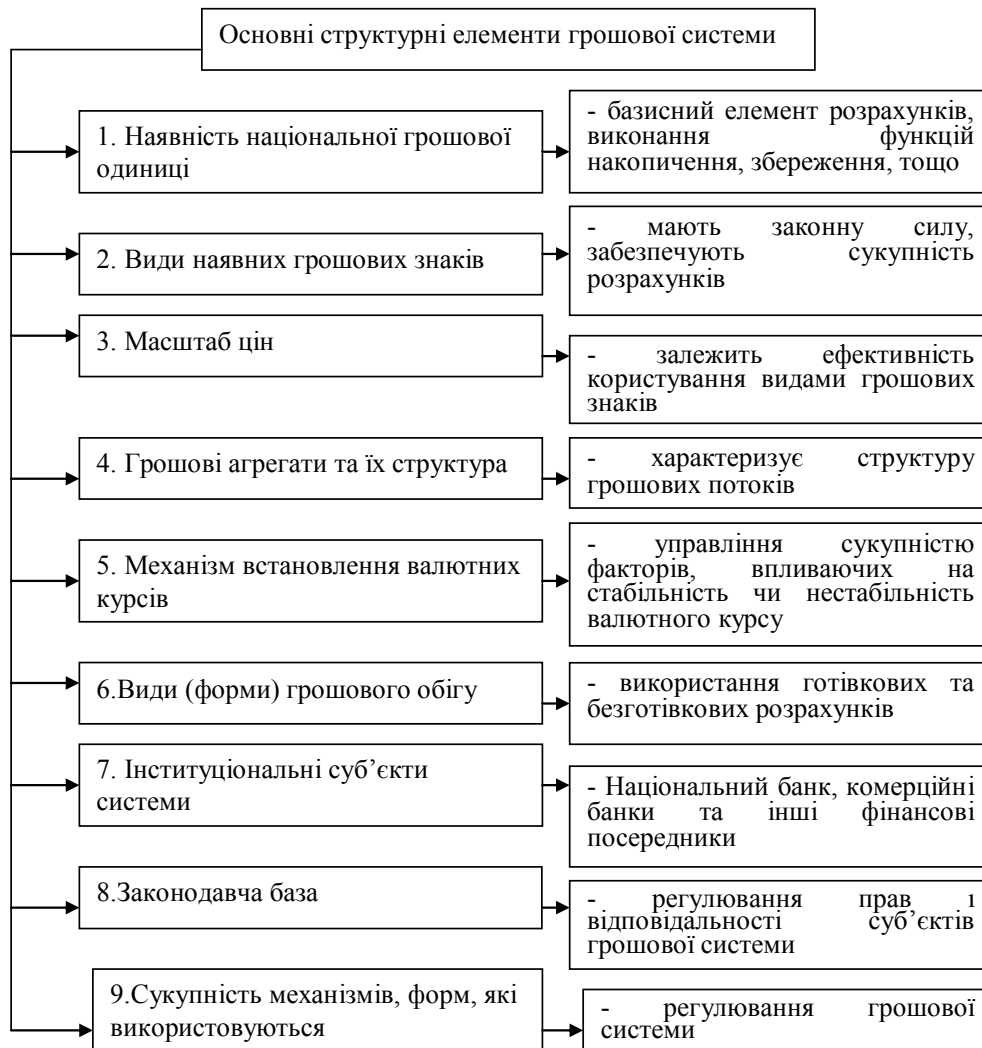 Основні структурні елементи грошової системи
1. Наявність національної грошової
одиниці
- базисний елемент розрахунків,
виконання функцій
накопичення, збереження, тощо
2. Види наявних грошових знаків
- мають законну силу,
забезпечують сукупність
розрахунків
3. Масштаб цін
- залежить ефективність
користування видами грошових
знаків
4. Грошові агрегати та їх структура
- характеризує структуру
грошових потоків
5. Механізм встановлення валютних
курсів
- управління сукупністю
факторів, впливаючих на
стабільність чи нестабільність
валютного курсу
6.Види (форми) грошового обігу
- використання готівкових та
безготівкових розрахунків
7. Інституціональні суб’єкти
системи
- Національний банк, комерційні
банки та інші фінансові
посередники
8.Законодавча база
- регулювання прав і
відповідальності суб’єктів
грошової системи
9.Сукупність механізмів, форм, які
використовуються
- регулювання грошової
системи